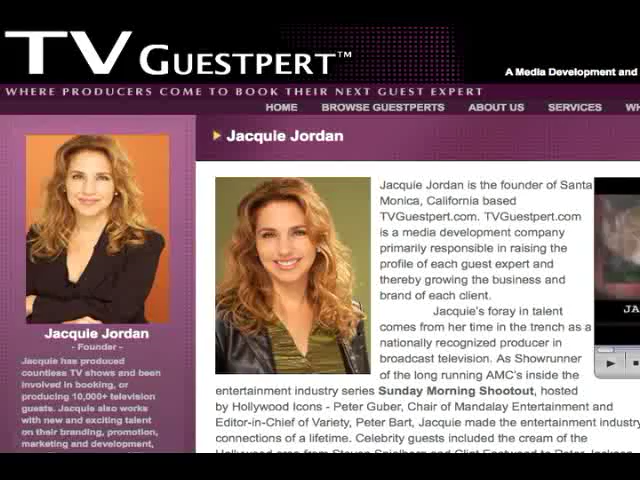 TV GUESTPERT™
A Media Development and
WHERE PRODUCERS COME TO BOOK THEIR NEXT GUEST EXPERT
HOME BROWSE GUESTPERTS ABOUT US SERVICES WH
Jacquie Jordan
Jacquie Jordan
- Founder -
Jacquie has produced
countless TV shows and been
involved in booking, or
producing 10,000+ television
guests. Jacquie also works
with new and exciting talent
on their branding, promotion,
marketing and development,
Jacquie Jordan is the founder of Santa
Monica, California based
TVGuestpert.com. TVGuestpert.com
is a media development company
primarily responsible in raising the
profile of each guest expert and
thereby growing the business and
brand of each client.
Jacquie's foray in talent
comes from her time in the trench as a
nationally recognized producer in
broadcast television. As Showrunner
of the long running AMC's inside the
entertainment industry series Sunday Morning Shootout, hosted
by Hollywood Icons - Peter Guber, Chair of Mandalay Entertainment and
Editor-in-Chief of Variety, Peter Bart, Jacquie made the entertainment industry
connections of a lifetime. Celebrity guests included the cream of the
JA